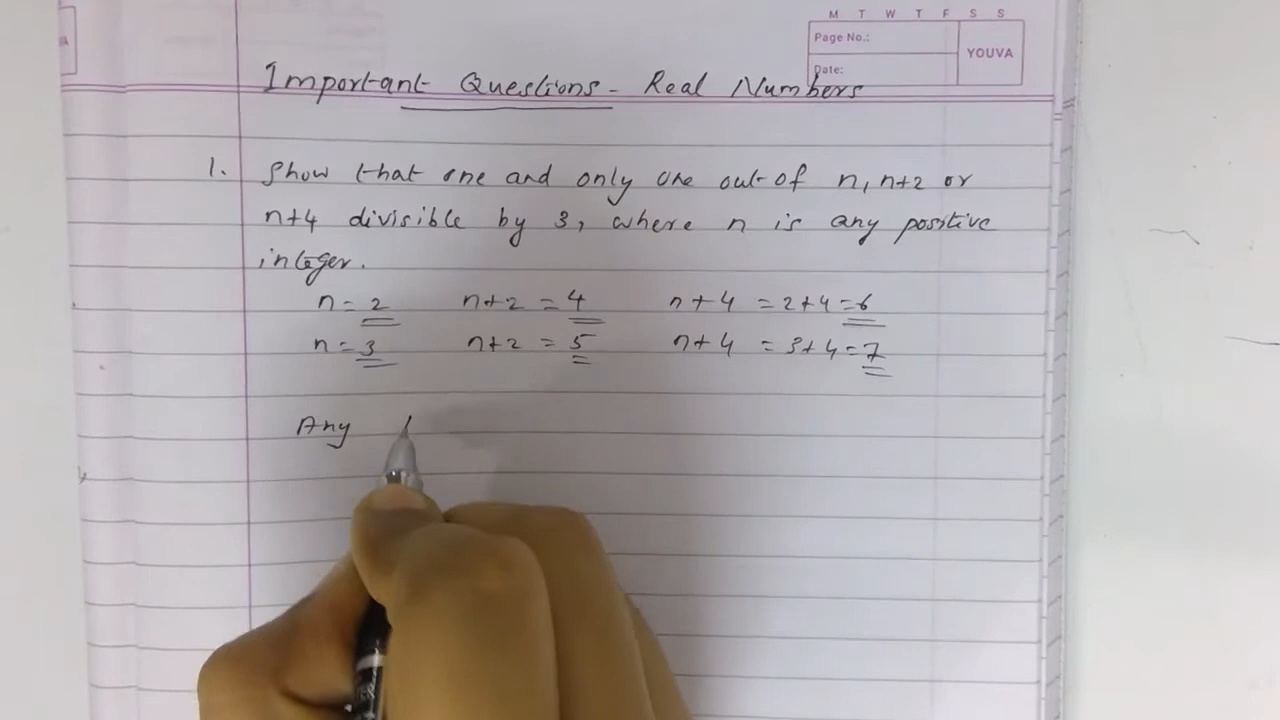 M T W T F S S
Page No.:
YOUVA
Date:
Important Questions - Real Numbers
1. Show that one and only one out of n, n+2 or
n+4 divisible by 3, where n is any positive
integer.
n = 2 n+2 = 4 n+4 = 2+4 = 6
n = 3 n+2 = 5 n+4 = 3+4 = 7
Any